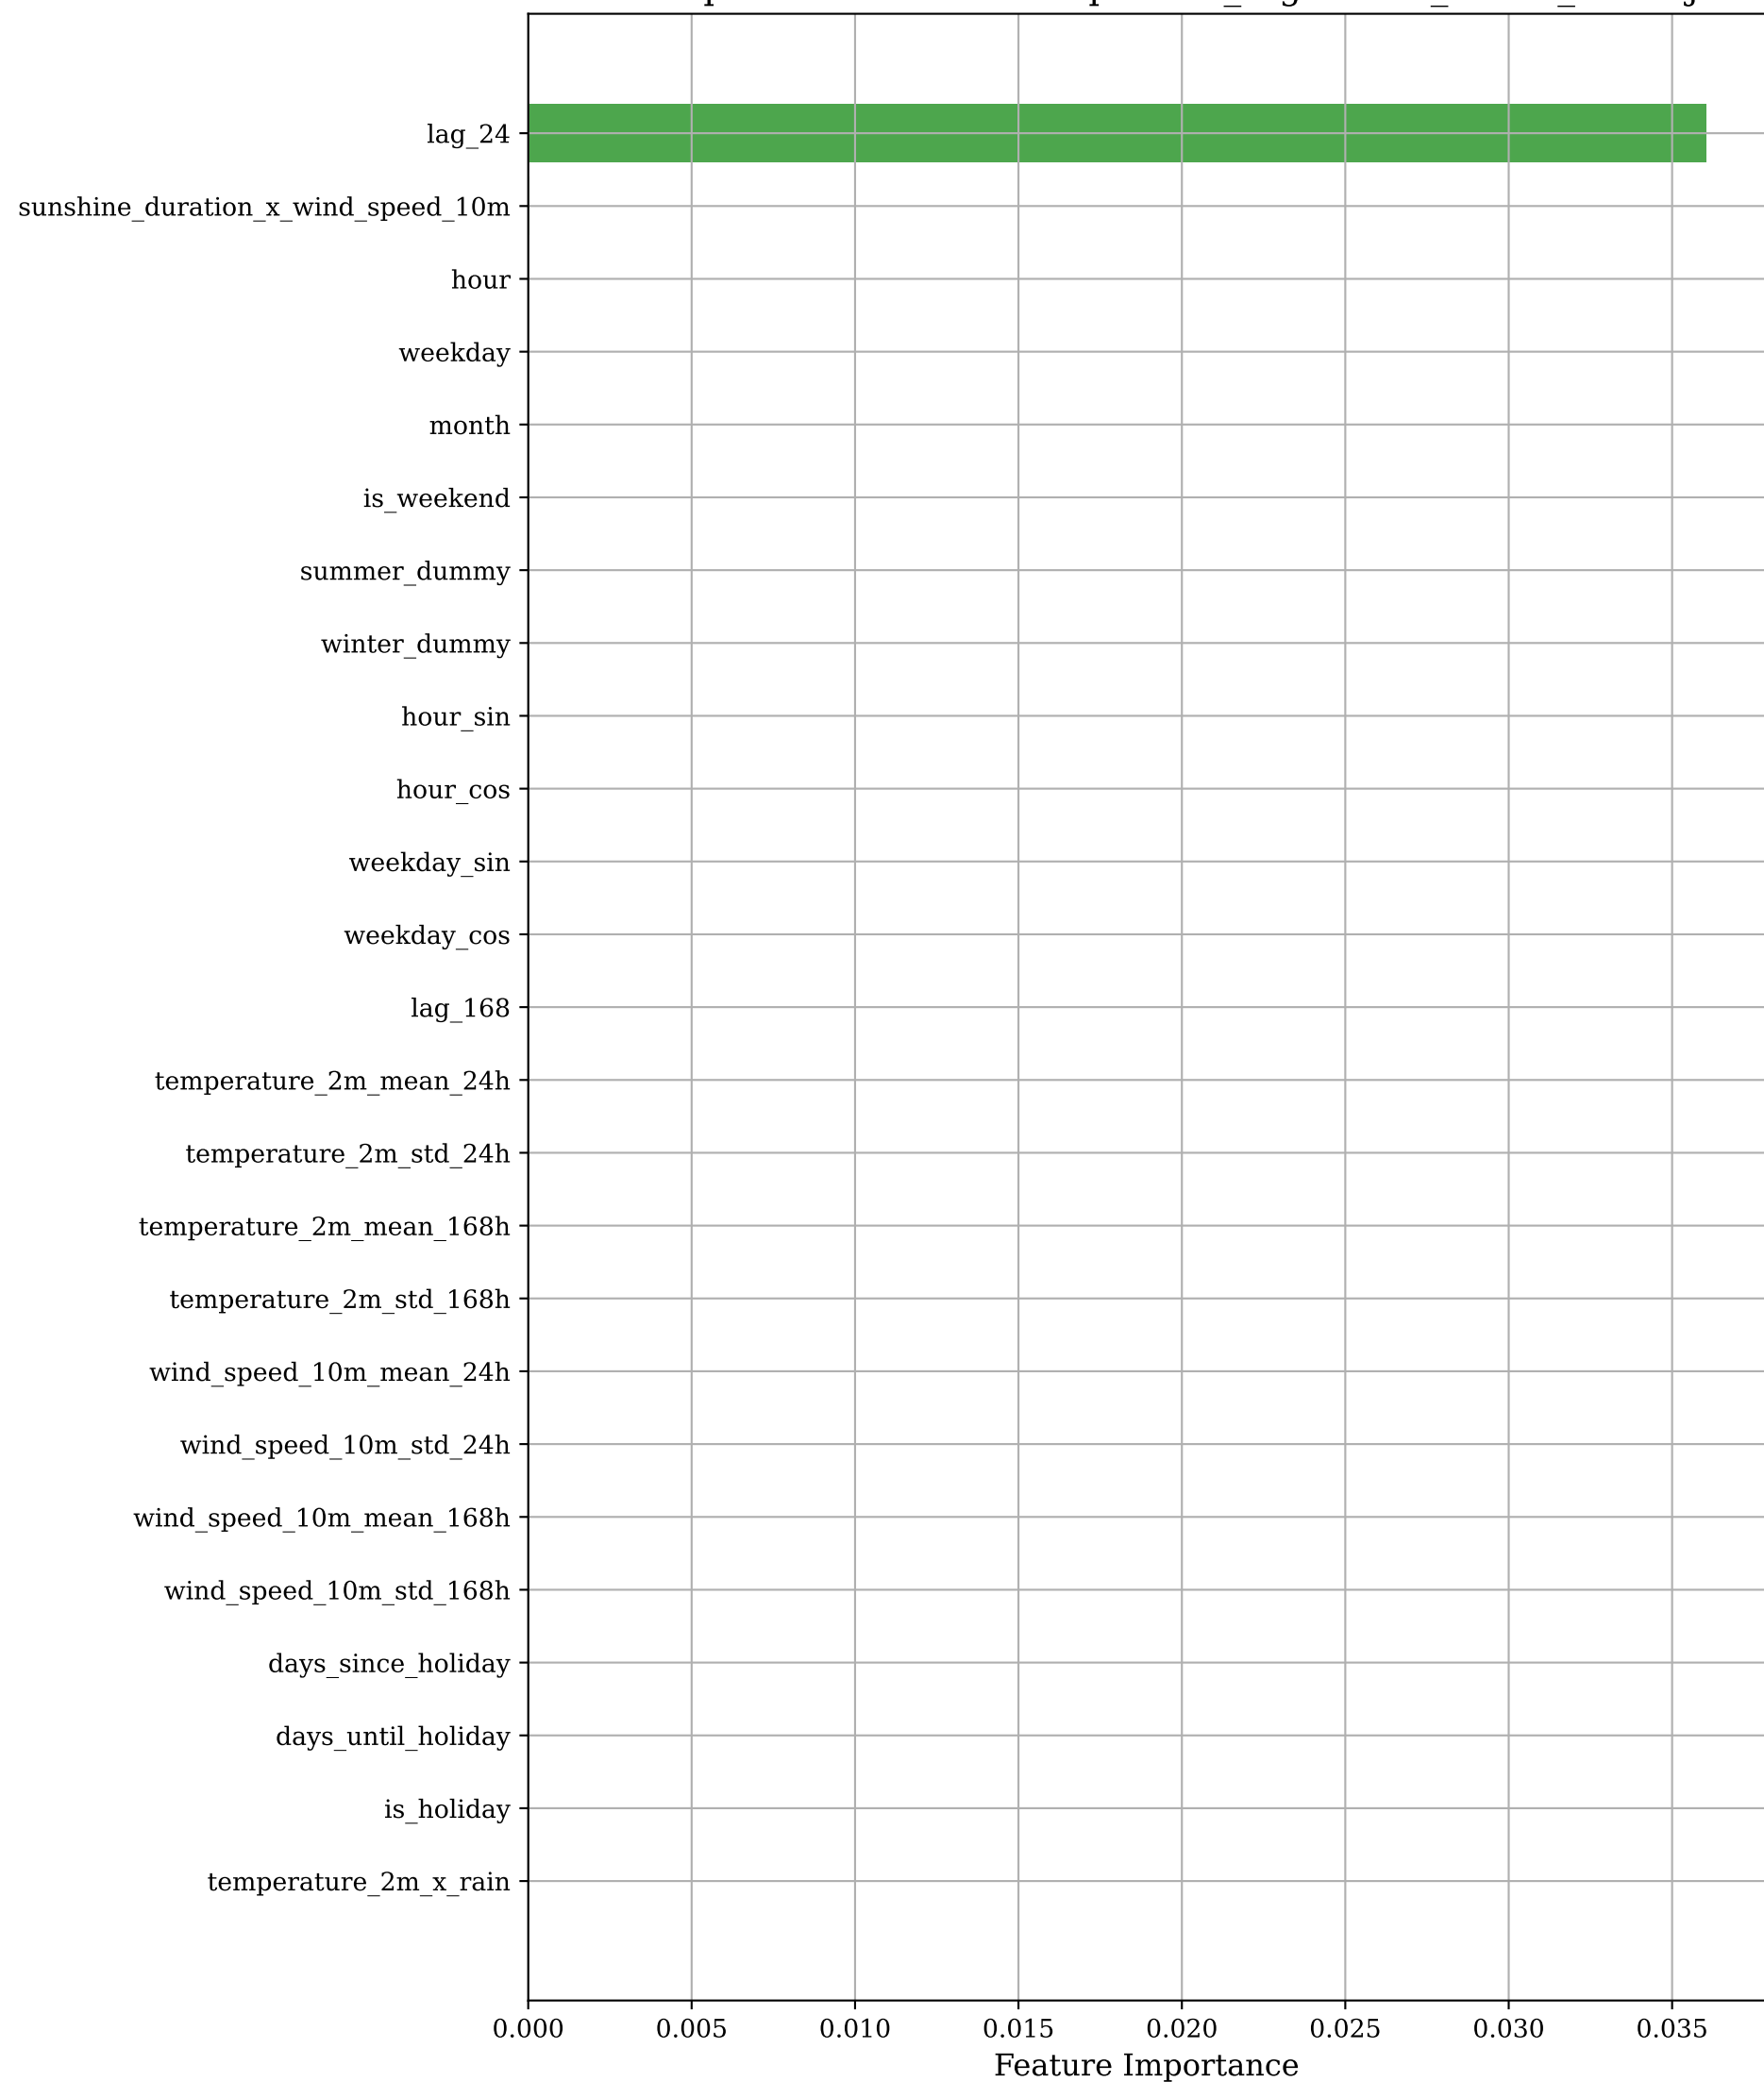 lag_24
sunshine_duration_x_wind_speed_10m
hour
weekday
month
is_weekend
summer_dummy
winter_dummy
hour_sin
hour_cos
weekday_sin
weekday_cos
lag_168
temperature_2m_mean_24h
temperature_2m_std_24h
temperature_2m_mean_168h
temperature_2m_std_168h
wind_speed_10m_mean_24h
wind_speed_10m_std_24h
wind_speed_10m_mean_168h
wind_speed_10m_std_168h
days_since_holiday
days_until_holiday
is_holiday
temperature_2m_x_rain
0.000 0.005 0.010 0.015 0.020 0.025 0.030 0.035
Feature Importance